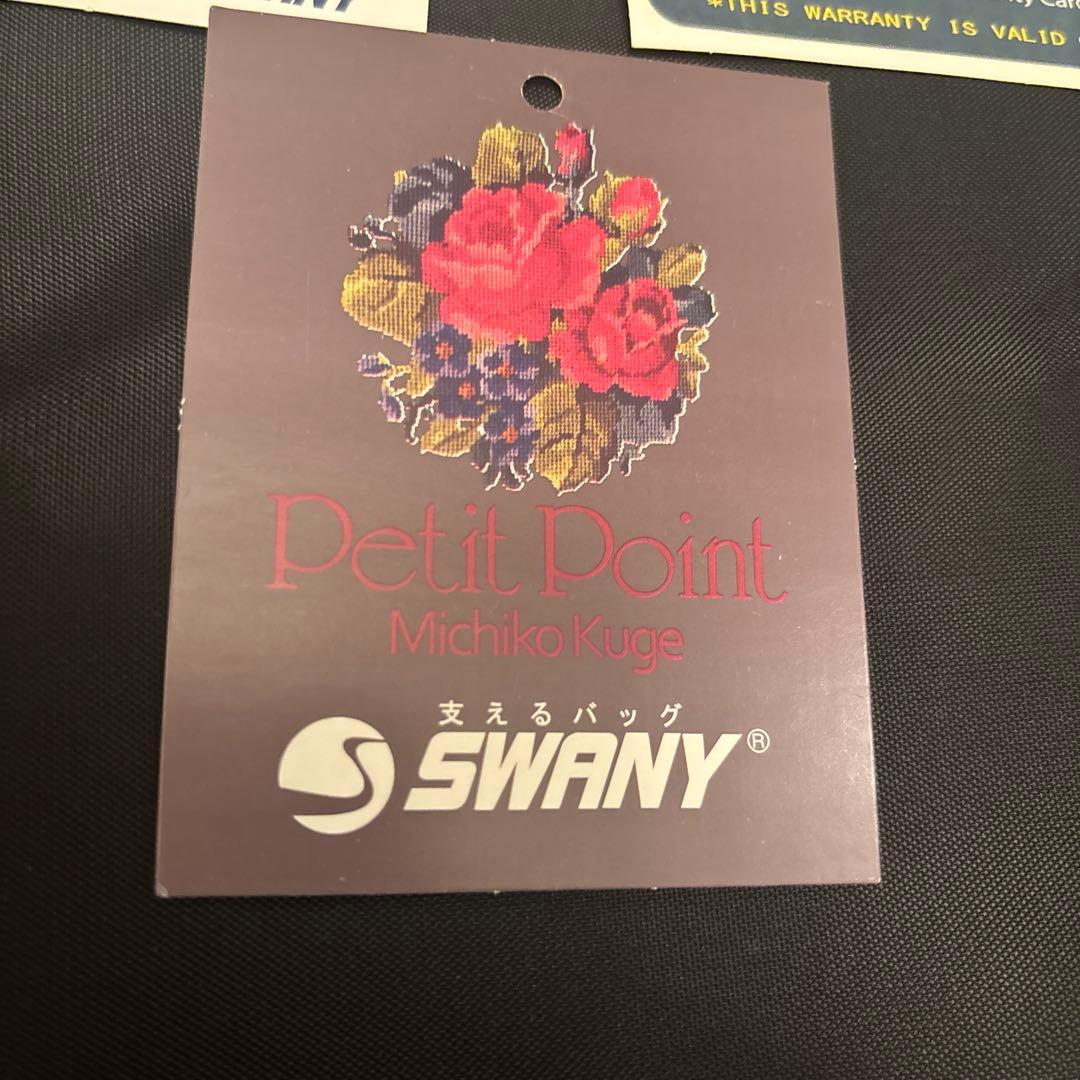 *THIS WARRANTY IS VALID
Petit Point
Michiko Kuge
支えるバッグ
SWANY®